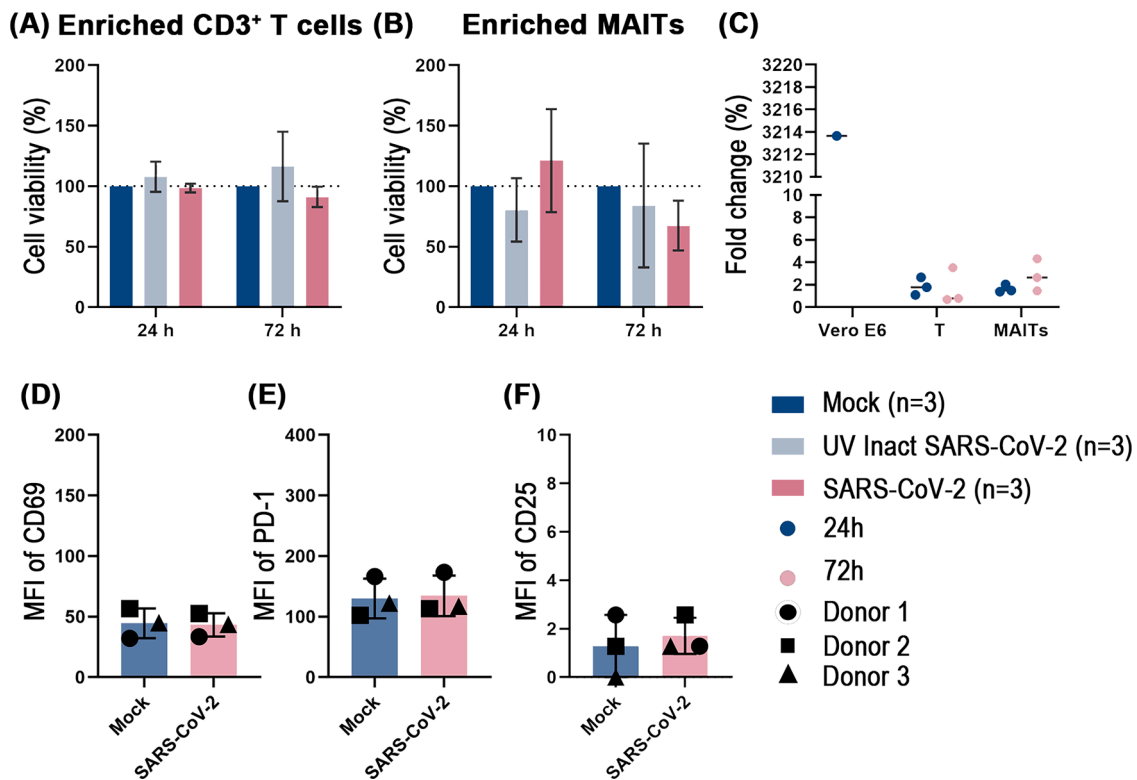 (A) Enriched CD3+ T cells
Cell viability (%)
200
150
100
50
0
24 h
72 h
(B) Enriched MAITs
Cell viability (%)
200
150
100
50
0
24 h
72 h
(C)
Fold change (%)
3220
3218
3216
3214
3212
3210
10
8
6
4
2
0
Vero E6
T
MAITs
(D)
MFI of CD69
200
150
100
50
0
Mock
SARS-CoV-2
(E)
MFI of PD-1
400
300
200
100
0
Mock
SARS-CoV-2
(F)
MFI of CD25
10
8
6
4
2
0
Mock
SARS-CoV-2
Mock (n=3)
UV Inact SARS-CoV-2 (n=3)
SARS-CoV-2 (n=3)
24h
72h
Donor 1
Donor 2
Donor 3